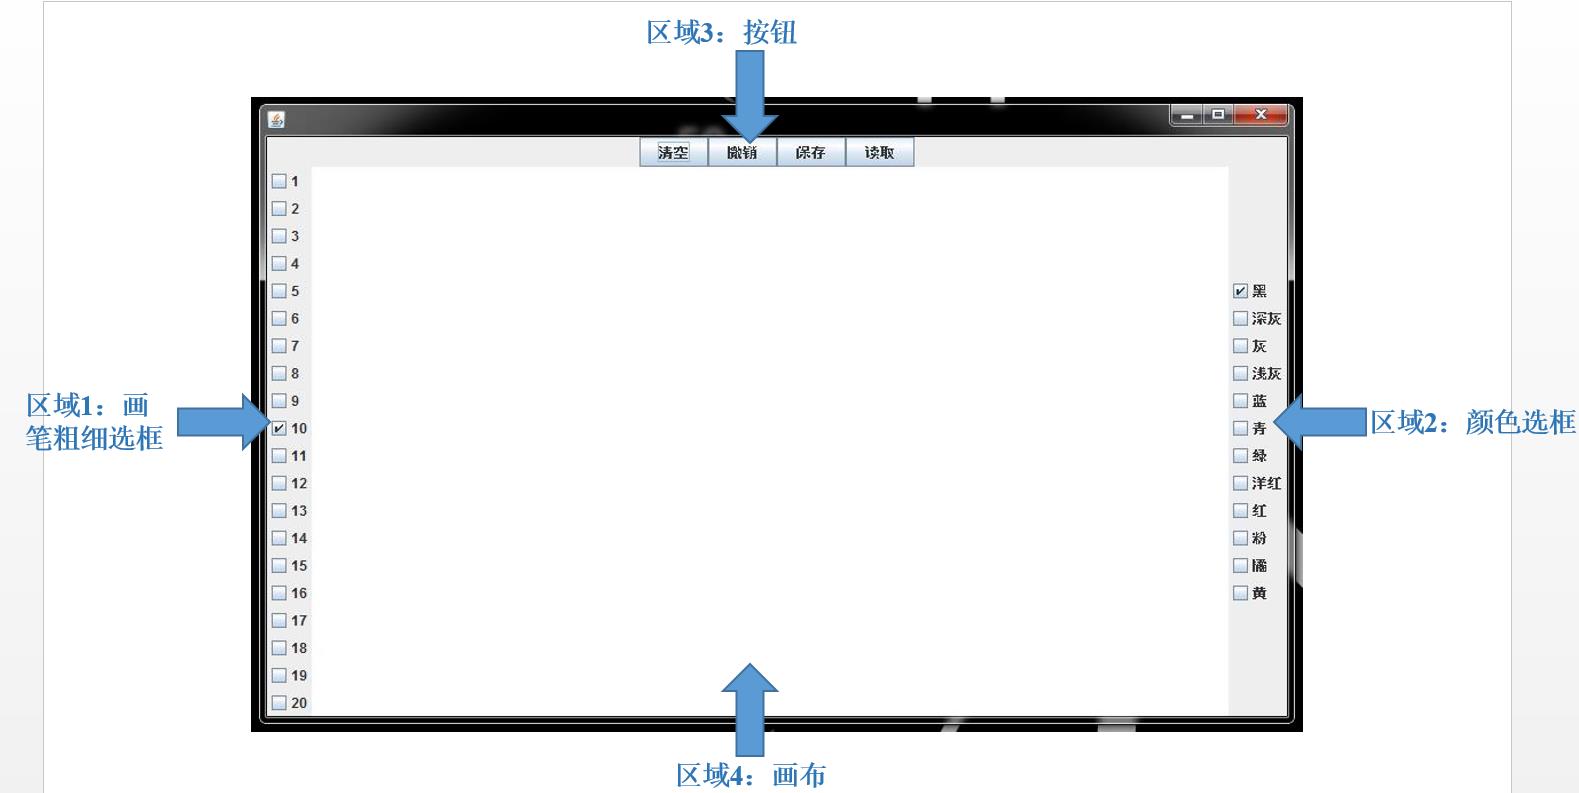 区域3：按钮
清空 撤销 保存 读取
1
2
3
4
5
6
7
8
9
10
11
12
13
14
15
16
17
18
19
20
黑
深灰
灰
浅灰
蓝
青
绿
洋红
红
粉
橘
黄
区域1：画
笔粗细选框
区域2：颜色选框
区域4：画布